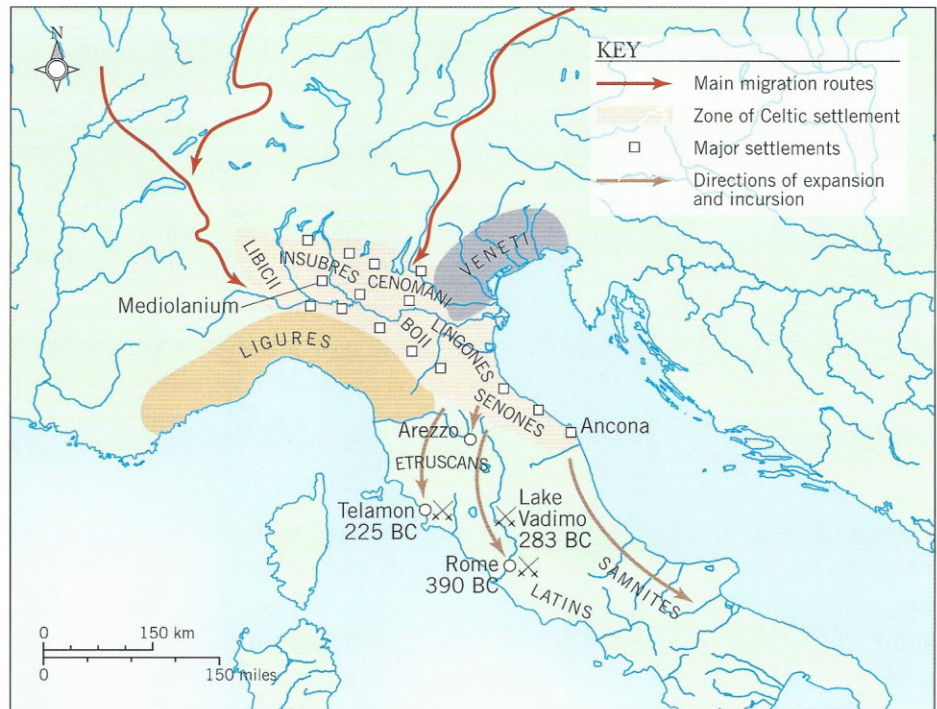 N
KEY
Main migration routes
Zone of Celtic settlement
Major settlements
Directions of expansion
and incursion
VENETI
LIBICII
INSUBRES
CENOMANI
Mediolanium
LIGURES
BOII
LINGONES
SENONES
Arezzo
Ancona
ETRUSCANS
Telamon
225 BC
Lake
Vadimo
283 BC
Rome
390 BC
LATINS
SAMNITES
0 150 km
0 150 miles